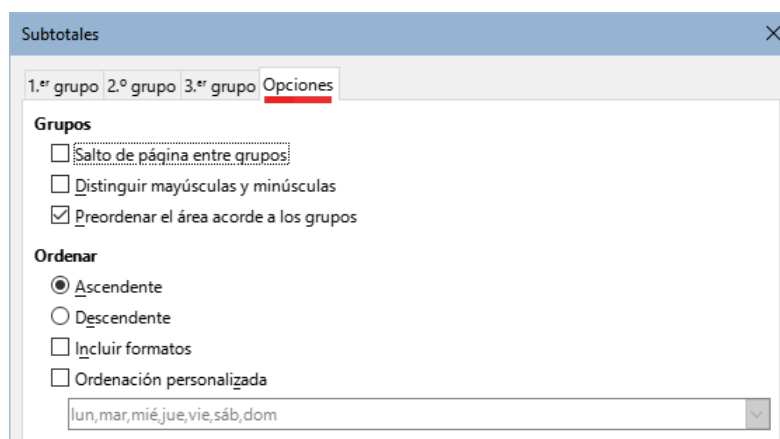 Subtotales
1.ᵉʳ grupo 2.º grupo 3.ᵉʳ grupo Opciones
Grupos
Salto de página entre grupos
Distinguir mayúsculas y minúsculas
Preordenar el área acorde a los grupos
Ordenar
Ascendente
Descendente
Incluir formatos
Ordenación personalizada
lun,mar,mié,jue,vie,sáb,dom